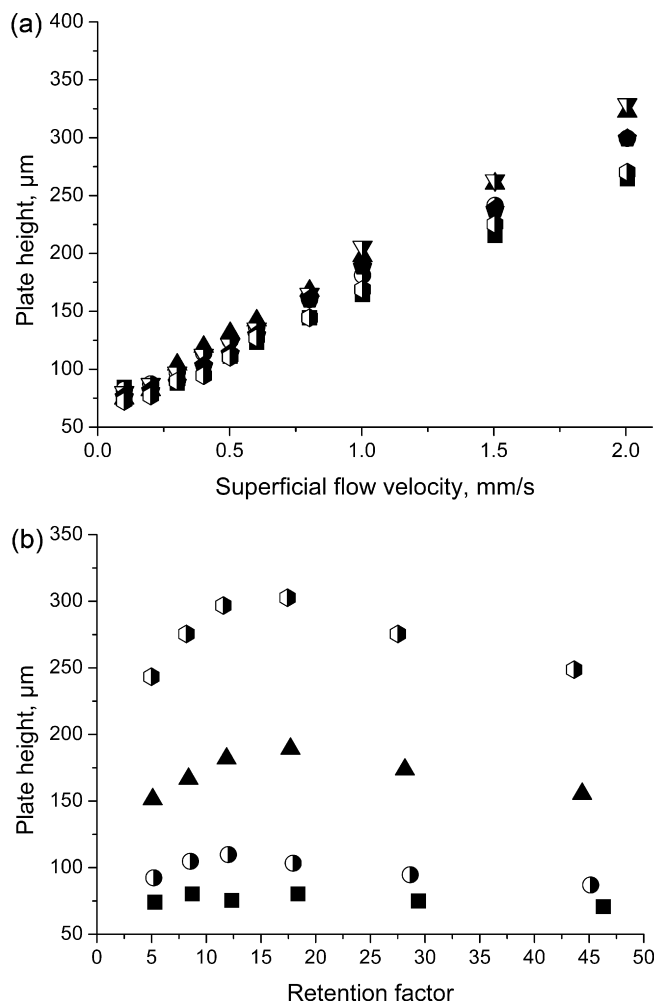 (a)
400
350
300
250
200
150
100
50
Plate height, µm
0.0 0.5 1.0 1.5 2.0
Superficial flow velocity, mm/s
(b)
350
300
250
200
150
100
50
Plate height, µm
0 5 10 15 20 25 30 35 40 45 50
Retention factor